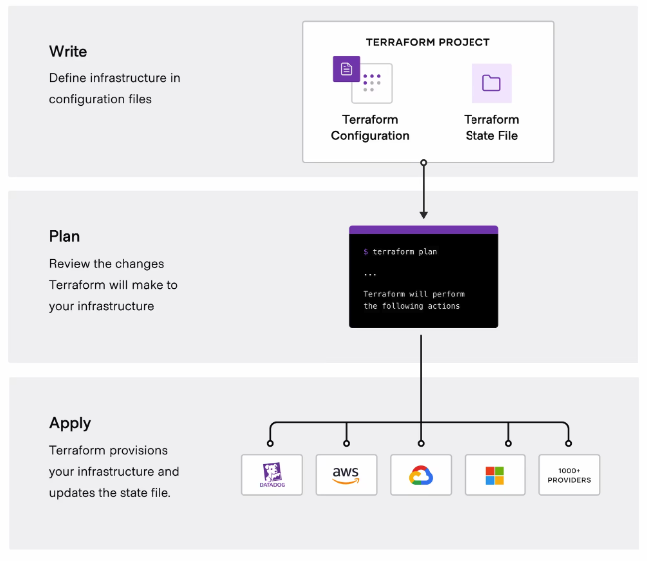 Write
Define infrastructure in
configuration files
TERRAFORM PROJECT
Terraform
Configuration
Terraform
State File
Plan
Review the changes
Terraform will make to
your infrastructure
$ terraform plan
...
Terraform will perform
the following actions
Apply
Terraform provisions
your infrastructure and
updates the state file.
DATADOG
aws
1000+
PROVIDERS